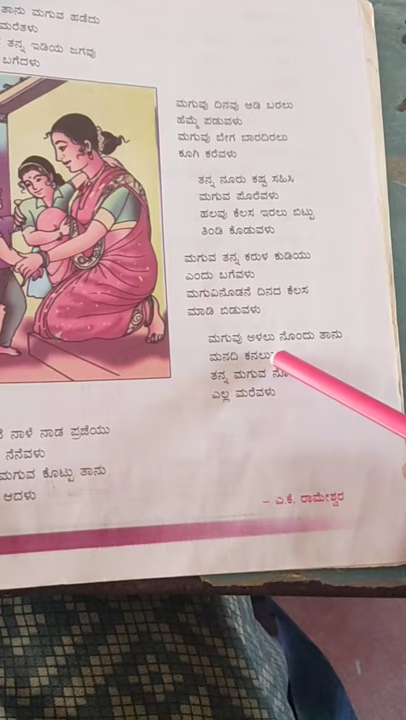 ತಾನು ಮಗುವ ಹಡೆದು
ಮರೆತಳು
ತನ್ನ ಇಡಿಯ ಜಗವು
ಬಗೆದಳು
ಮಗುವು ದಿನವು ಆಡಿ ಬರಲು
ಹೆಮ್ಮೆ ಪಡುವಳು
ಮಗುವು ಬೇಗ ಬಾರದಿರಲು
ಕೂಗಿ ಕರೆವಳು
ತನ್ನ ನೂರು ಕಷ್ಟ ಸಹಿಸಿ
ಮಗುವ ಪೊರೆವಳು
ಹಲವು ಕೆಲಸ ಇರಲು ಬಿಟ್ಟು
ತಿಂಡಿ ಕೊಡುವಳು
ಮಗುವ ತನ್ನ ಕರುಳ ಕುಡಿಯು
ಎಂದು ಬಗೆವಳು
ಮಗುವಿನೊಡನೆ ದಿನದ ಕೆಲಸ
ಮಾಡಿ ಬಿಡುವಳು
ಮಗುವು ಅಳಲು ನೊಂದು ತಾನು
ಮನದಿ ಕನಲು
ತನ್ನ ಮಗುವ ನೊ
ಎಲ್ಲ ಮರೆವಳು
ನಾಳೆ ನಾಡ ಪ್ರಜೆಯು
ನೆನೆವಳು
ಮಗುವ ಕೊಟ್ಟು ತಾನು
ಆದಳು
– ಎ.ಕೆ. ರಾಮೇಶ್ವರ